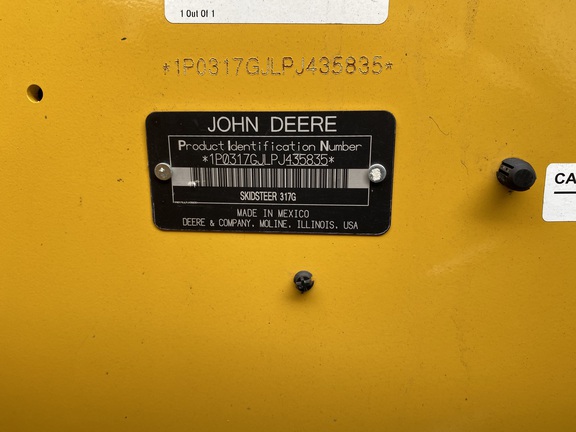 1 Out Of 1
*1P0317GJLPJ435835*
JOHN DEERE
Product Identification Number
*1P0317GJLPJ435835*
SKIDSTEER 317G
MADE IN MEXICO
DEERE & COMPANY, MOLINE, ILLINOIS, USA
CA